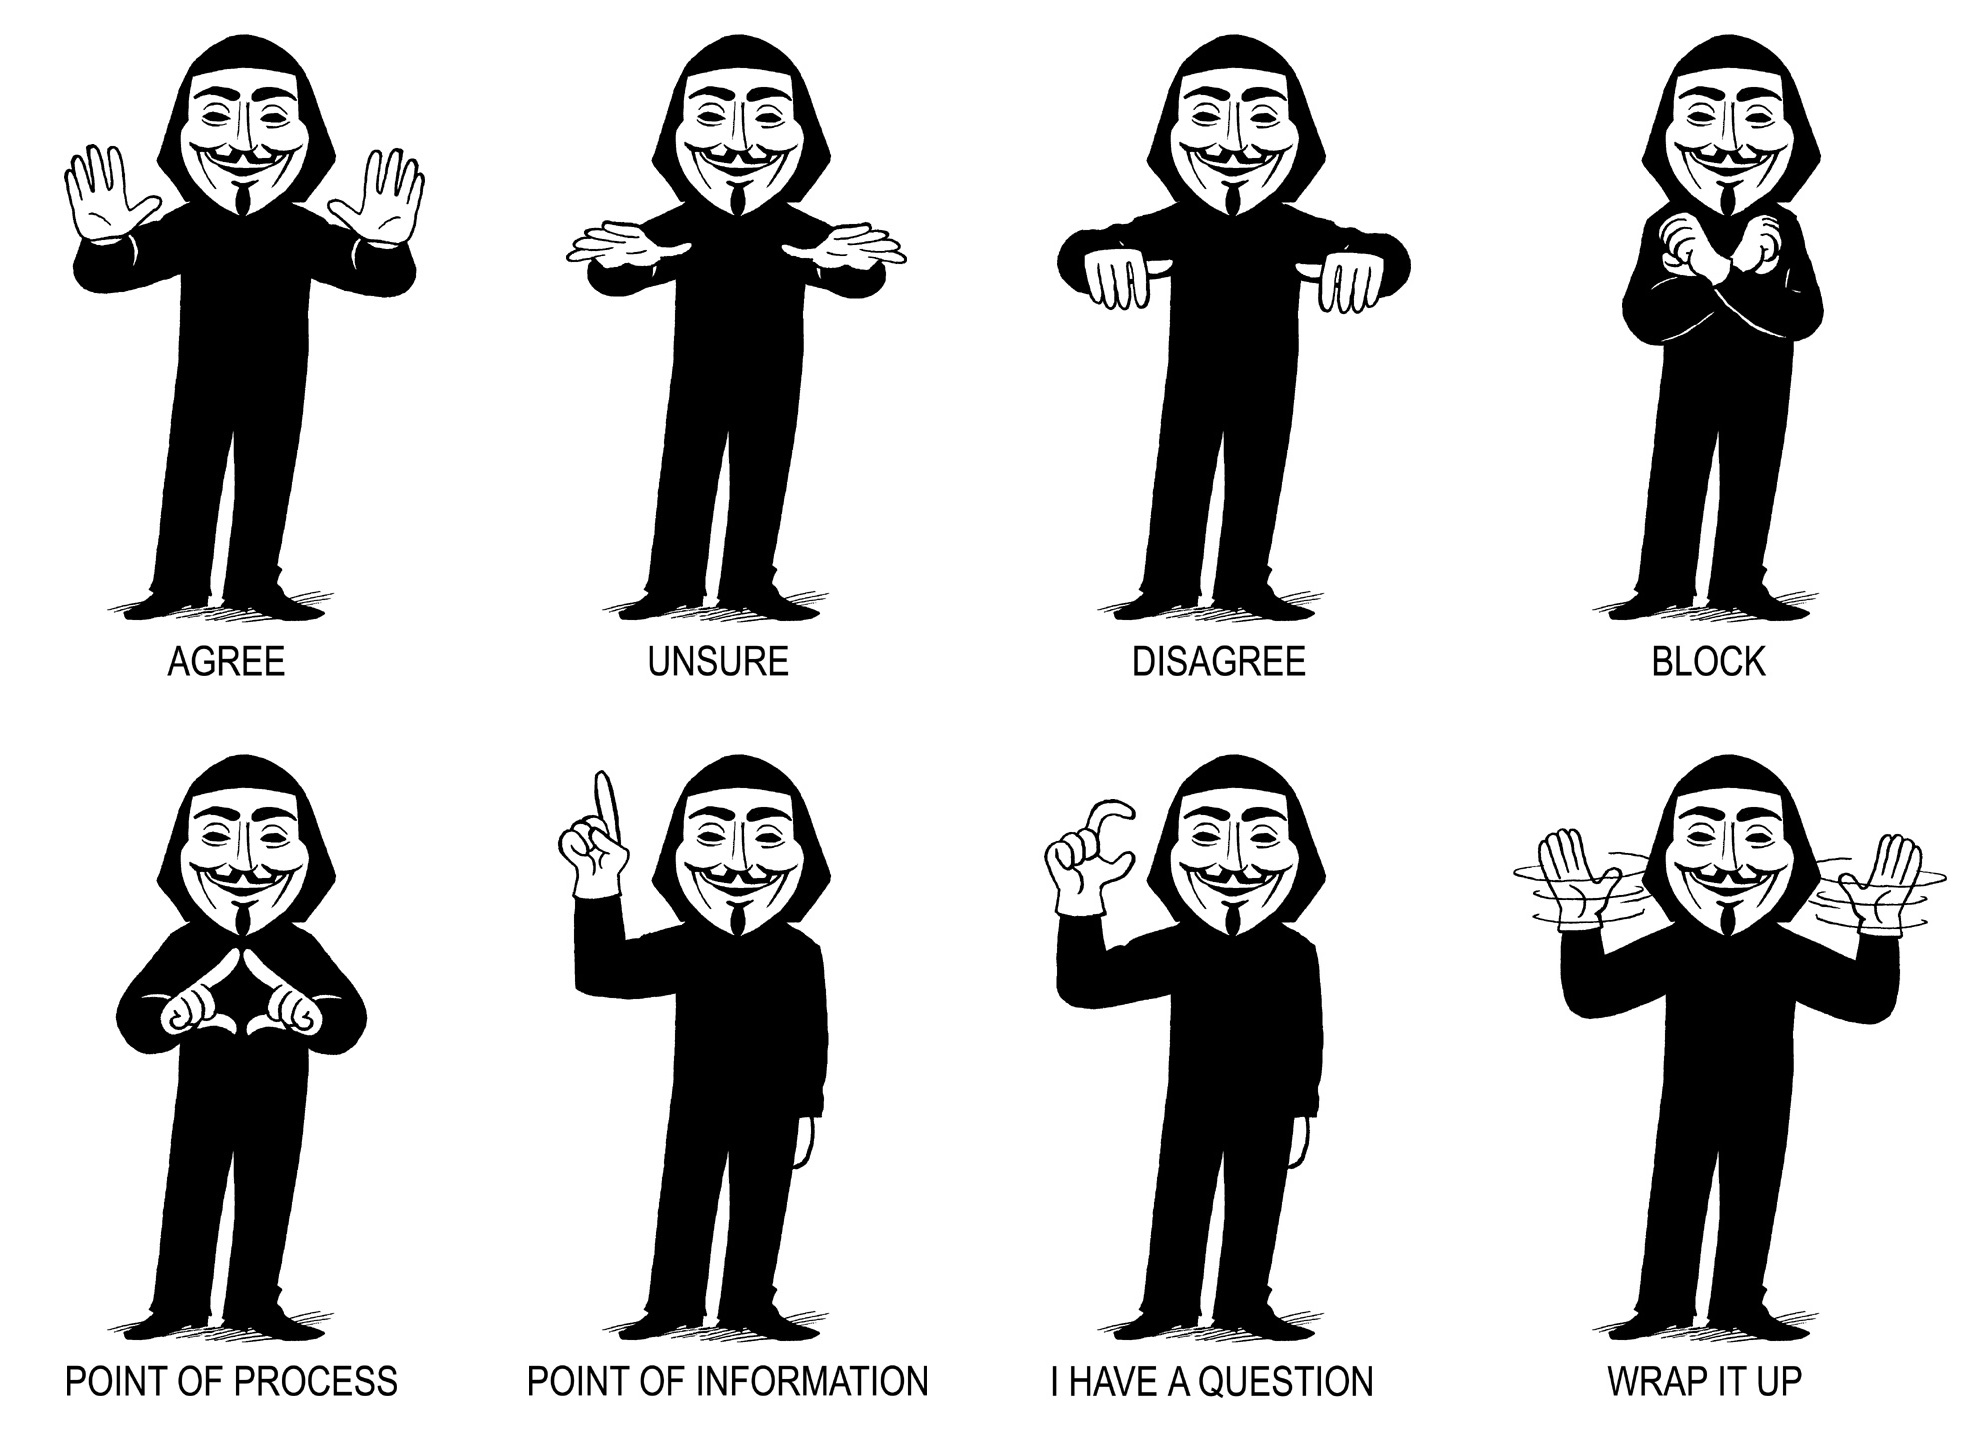 AGREE
UNSURE
DISAGREE
BLOCK
POINT OF PROCESS
POINT OF INFORMATION
I HAVE A QUESTION
WRAP IT UP